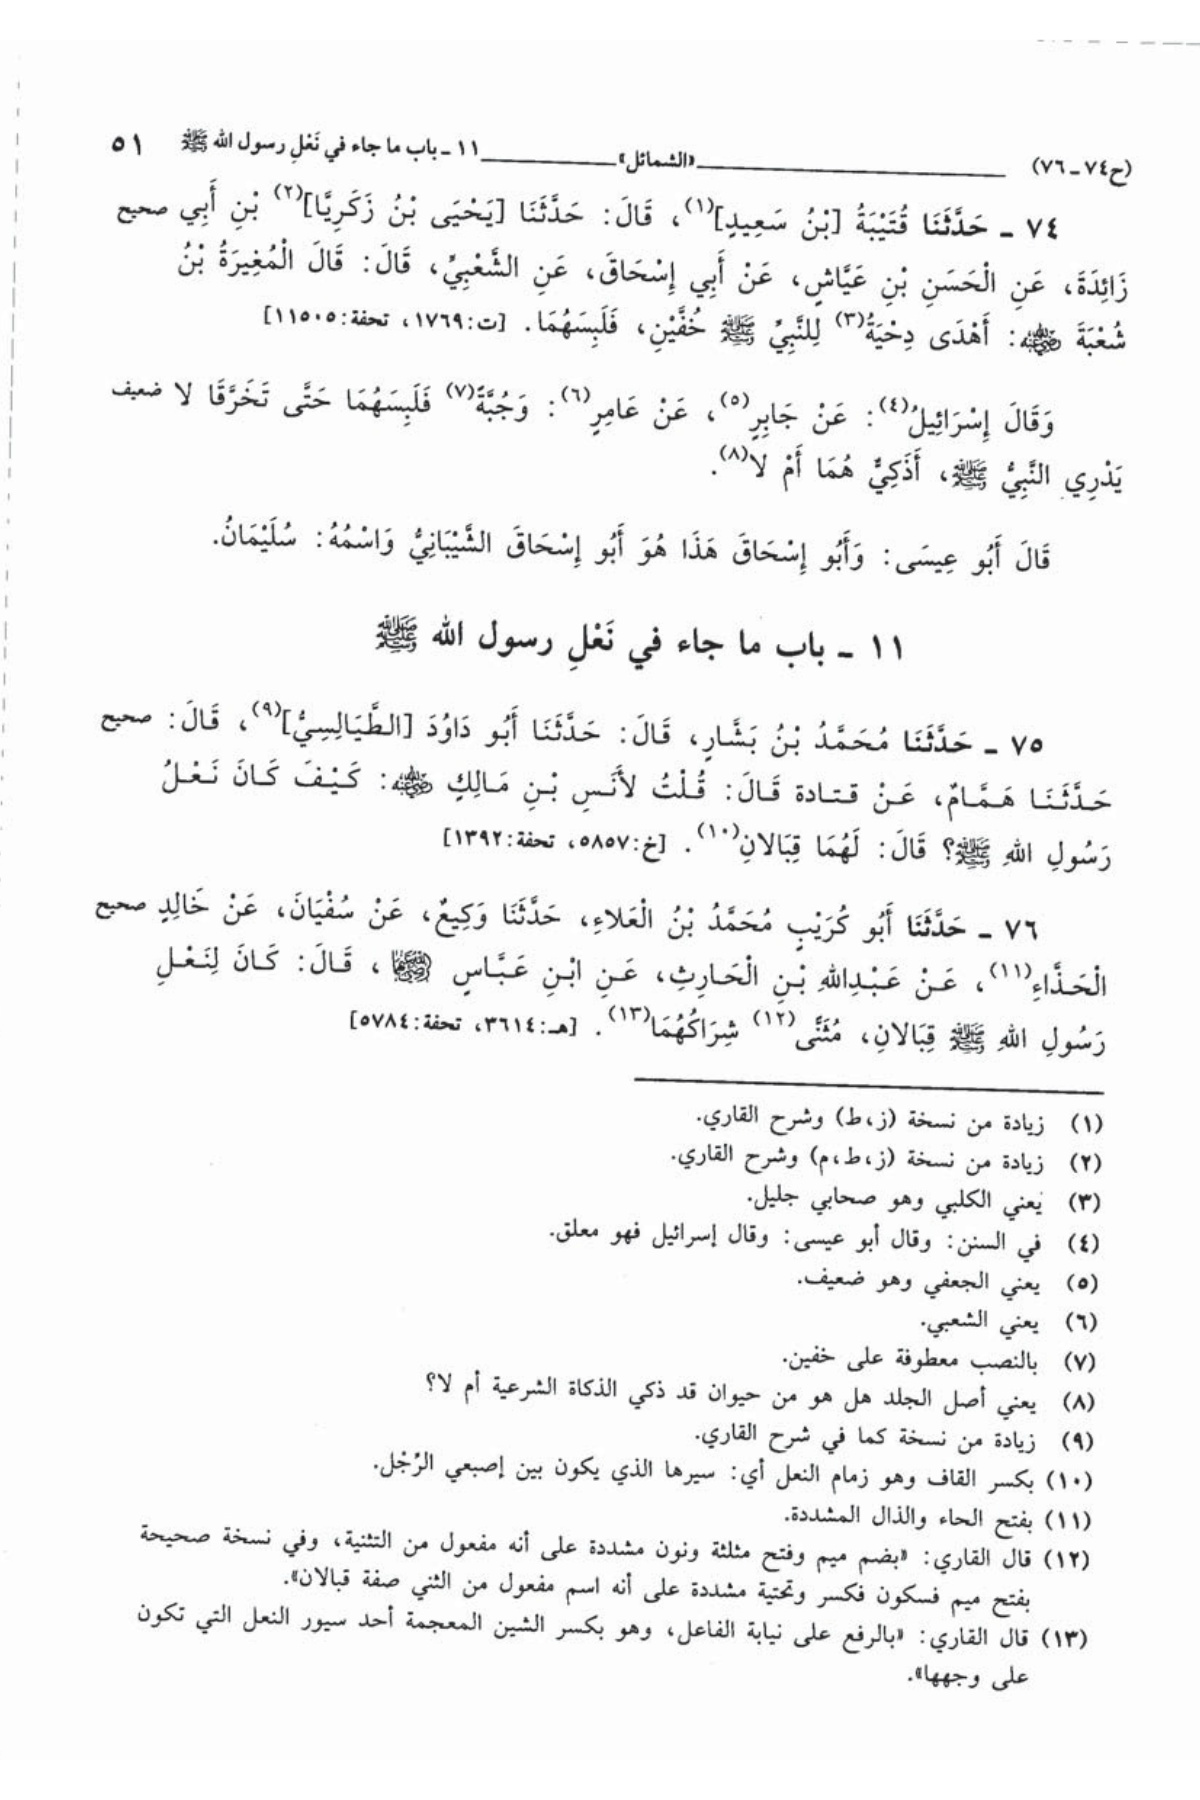 (ح٧٤-٧٦) «الشمائل» ١١ - باب ما جاء في نَعْلِ رسول الله ﷺ ٥١
٧٤ - حَدَّثَنَا قُتَيْبَةُ [بْنُ سَعِيدٍ](١)، قَالَ: حَدَّثَنَا [يَحْيَى بْنُ زَكَرِيَّا](٢) بْنِ أَبِي صحيح
زَائِدَةَ، عَنِ الْحَسَنِ بْنِ عَيَّاشٍ، عَنْ أَبِي إِسْحَاقَ، عَنِ الشَّعْبِيِّ، قَالَ: قَالَ الْمُغِيرَةُ بْنُ
شُعْبَةَ رضي الله عنه: أَهْدَى دِحْيَةُ(٣) لِلنَّبِيِّ ﷺ خُفَّيْنِ، فَلَبِسَهُمَا. [ت:١٧٦٩، تحفة:١١٥٠٥]
وَقَالَ إِسْرَائِيلُ(٤): عَنْ جَابِرٍ(٥)، عَنْ عَامِرٍ(٦): وَجُبَّةً(٧) فَلَبِسَهُمَا حَتَّى تَخَرَّقَا لا ضعيف
يَدْرِي النَّبِيُّ ﷺ، أَذَكِيٌّ هُمَا أَمْ لا(٨).
قَالَ أَبُو عِيسَى: وَأَبُو إِسْحَاقَ هَذَا هُوَ أَبُو إِسْحَاقَ الشَّيْبَانِيُّ وَاسْمُهُ: سُلَيْمَانُ.
١١ - باب ما جاء في نَعْلِ رسول الله ﷺ
٧٥ - حَدَّثَنَا مُحَمَّدُ بْنُ بَشَّارٍ، قَالَ: حَدَّثَنَا أَبُو دَاوُدَ [الطَّيَالِسِيُّ](٩)، قَالَ: صحيح
حَدَّثَنَا هَمَّامٌ، عَنْ قتادة قَالَ: قُلْتُ لأَنَسِ بْنِ مَالِكٍ رضي الله عنه: كَيْفَ كَانَ نَعْلُ
رَسُولِ اللهِ ﷺ؟ قَالَ: لَهُمَا قِبَالانِ(١٠). [خ:٥٨٥٧، تحفة:١٣٩٢]
٧٦ - حَدَّثَنَا أَبُو كُرَيْبٍ مُحَمَّدُ بْنُ الْعَلاءِ، حَدَّثَنَا وَكِيعٌ، عَنْ سُفْيَانَ، عَنْ خَالِدٍ صحيح
الْحَذَّاءِ(١١)، عَنْ عَبْدِاللهِ بْنِ الْحَارِثِ، عَنِ ابْنِ عَبَّاسٍ رضي الله عنهما، قَالَ: كَانَ لِنَعْلِ
رَسُولِ اللهِ ﷺ قِبَالانِ، مُثَنًّى(١٢) شِرَاكُهُمَا(١٣). [هـ:٣٦١٤، تحفة:٥٧٨٤]
(١) زيادة من نسخة (ز،ط) وشرح القاري.
(٢) زيادة من نسخة (ز،ط،م) وشرح القاري.
(٣) يعني الكلبي وهو صحابي جليل.
(٤) في السنن: وقال أبو عيسى: وقال إسرائيل فهو معلق.
(٥) يعني الجعفي وهو ضعيف.
(٦) يعني الشعبي.
(٧) بالنصب معطوفة على خفين.
(٨) يعني أصل الجلد هل هو من حيوان قد ذكي الذكاة الشرعية أم لا؟
(٩) زيادة من نسخة كما في شرح القاري.
(١٠) بكسر القاف وهو زمام النعل أي: سيرها الذي يكون بين إصبعي الرِّجْل.
(١١) بفتح الحاء والذال المشددة.
(١٢) قال القاري: «بضم ميم وفتح مثلثة ونون مشددة على أنه مفعول من التثنية، وفي نسخة صحيحة
بفتح ميم فسكون فكسر وتحتية مشددة على أنه اسم مفعول من الثني صفة قبالان».
(١٣) قال القاري: «بالرفع على نيابة الفاعل، وهو بكسر الشين المعجمة أحد سيور النعل التي تكون
على وجهها».